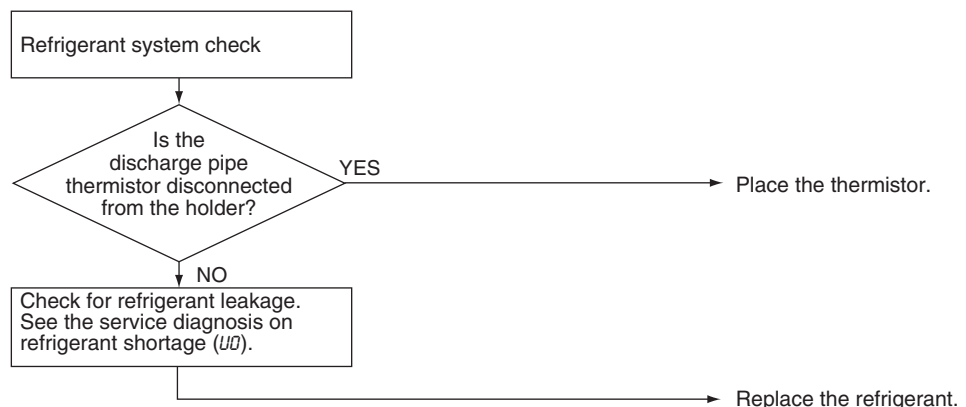 Refrigerant system check
Is the
discharge pipe
thermistor disconnected
from the holder?
YES
Place the thermistor.
NO
Check for refrigerant leakage.
See the service diagnosis on
refrigerant shortage (U0).
Replace the refrigerant.